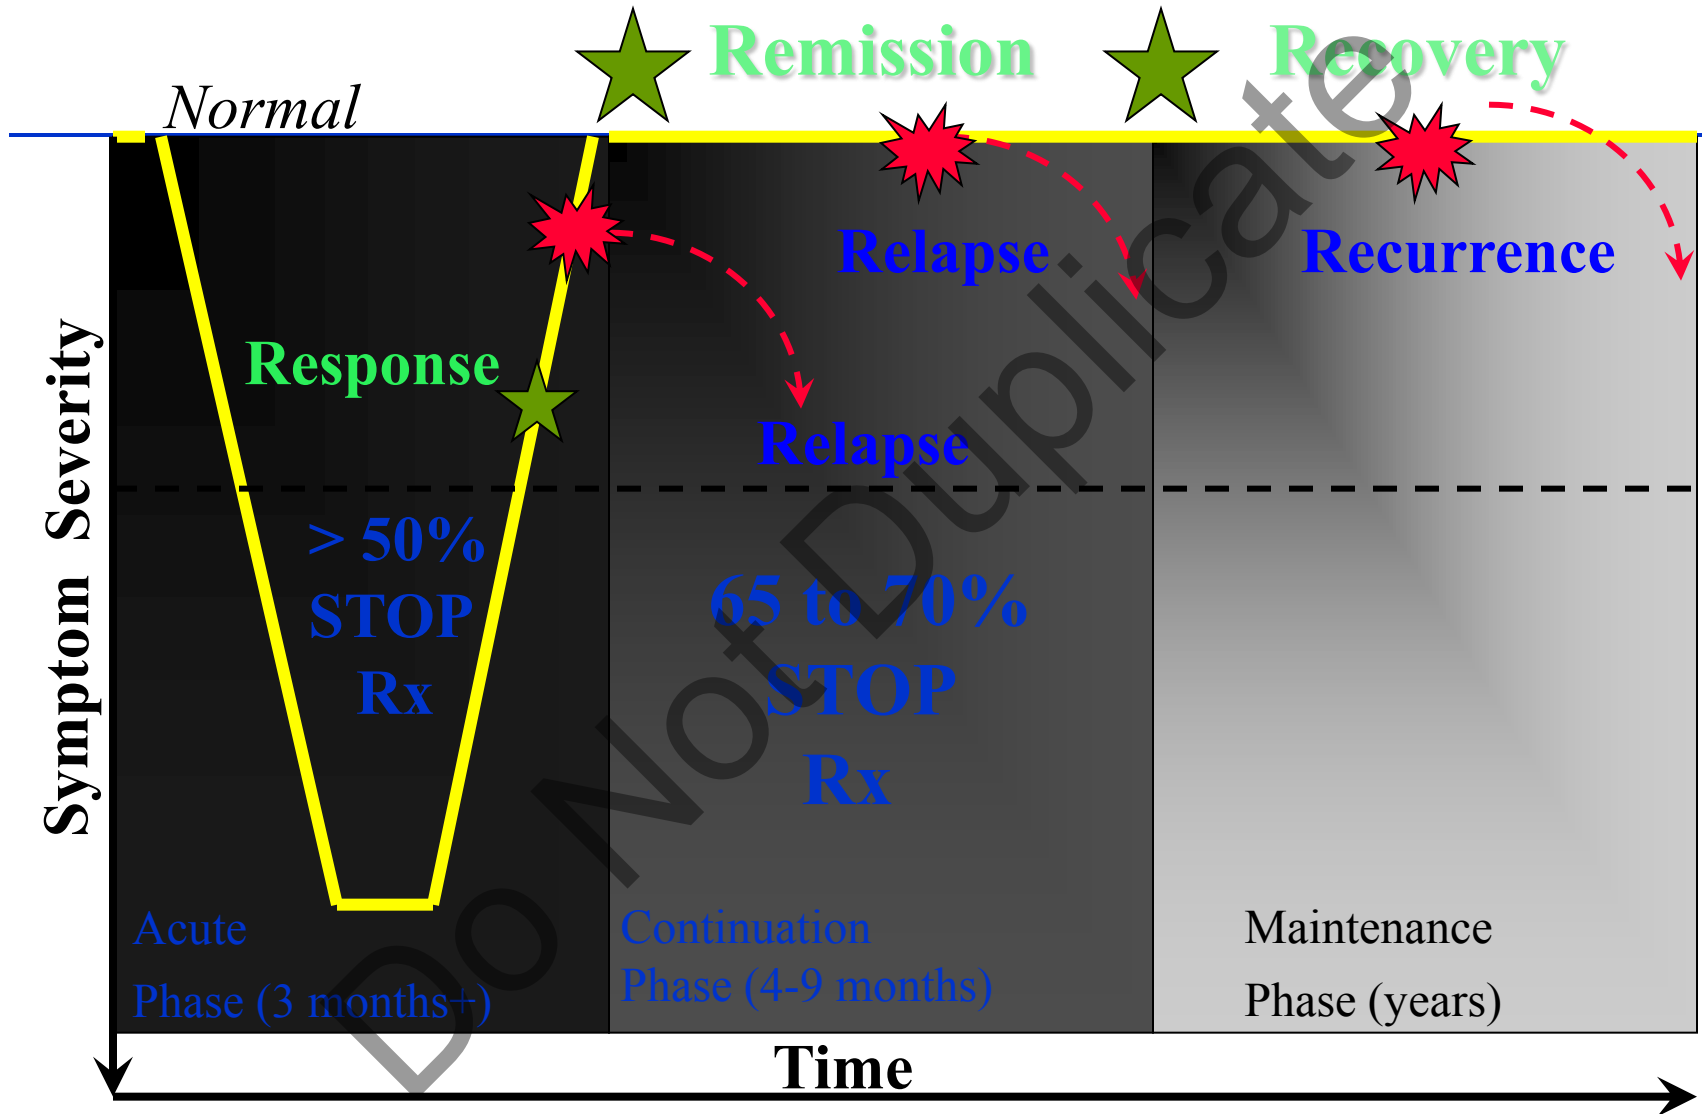 Remission
Recovery
Normal
Relapse
Recurrence
Response
Relapse
Symptom Severity
> 50%
STOP
Rx
65 to 70%
STOP
Rx
Acute
Phase (3 months+)
Continuation
Phase (4-9 months)
Maintenance
Phase (years)
Time
Do Not Duplicate